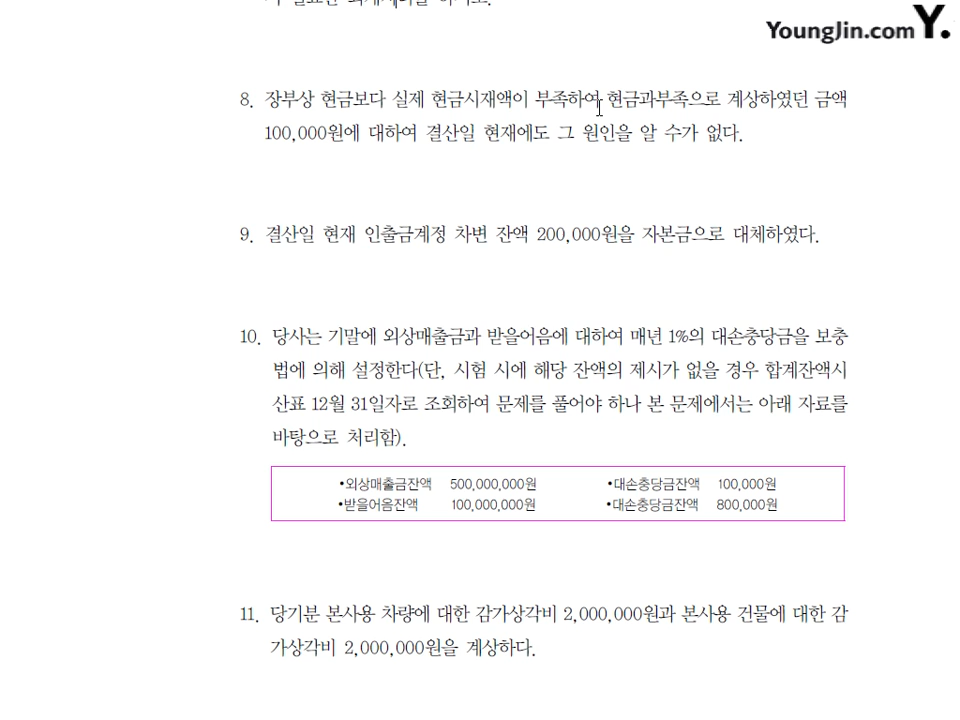 YoungJin.com Y.
8. 장부상 현금보다 실제 현금시재액이 부족하여 현금과부족으로 계상하였던 금액
100,000원에 대하여 결산일 현재에도 그 원인을 알 수가 없다.
9. 결산일 현재 인출금계정 차변 잔액 200,000원을 자본금으로 대체하였다.
10. 당사는 기말에 외상매출금과 받을어음에 대하여 매년 1%의 대손충당금을 보충
법에 의해 설정한다(단, 시험 시에 해당 잔액의 제시가 없을 경우 합계잔액시
산표 12월 31일자로 조회하여 문제를 풀어야 하나 본 문제에서는 아래 자료를
바탕으로 처리함).
•외상매출금잔액 500,000,000원 •대손충당금잔액 100,000원
•받을어음잔액 100,000,000원 •대손충당금잔액 800,000원
11. 당기분 본사용 차량에 대한 감가상각비 2,000,000원과 본사용 건물에 대한 감
가상각비 2,000,000원을 계상하다.